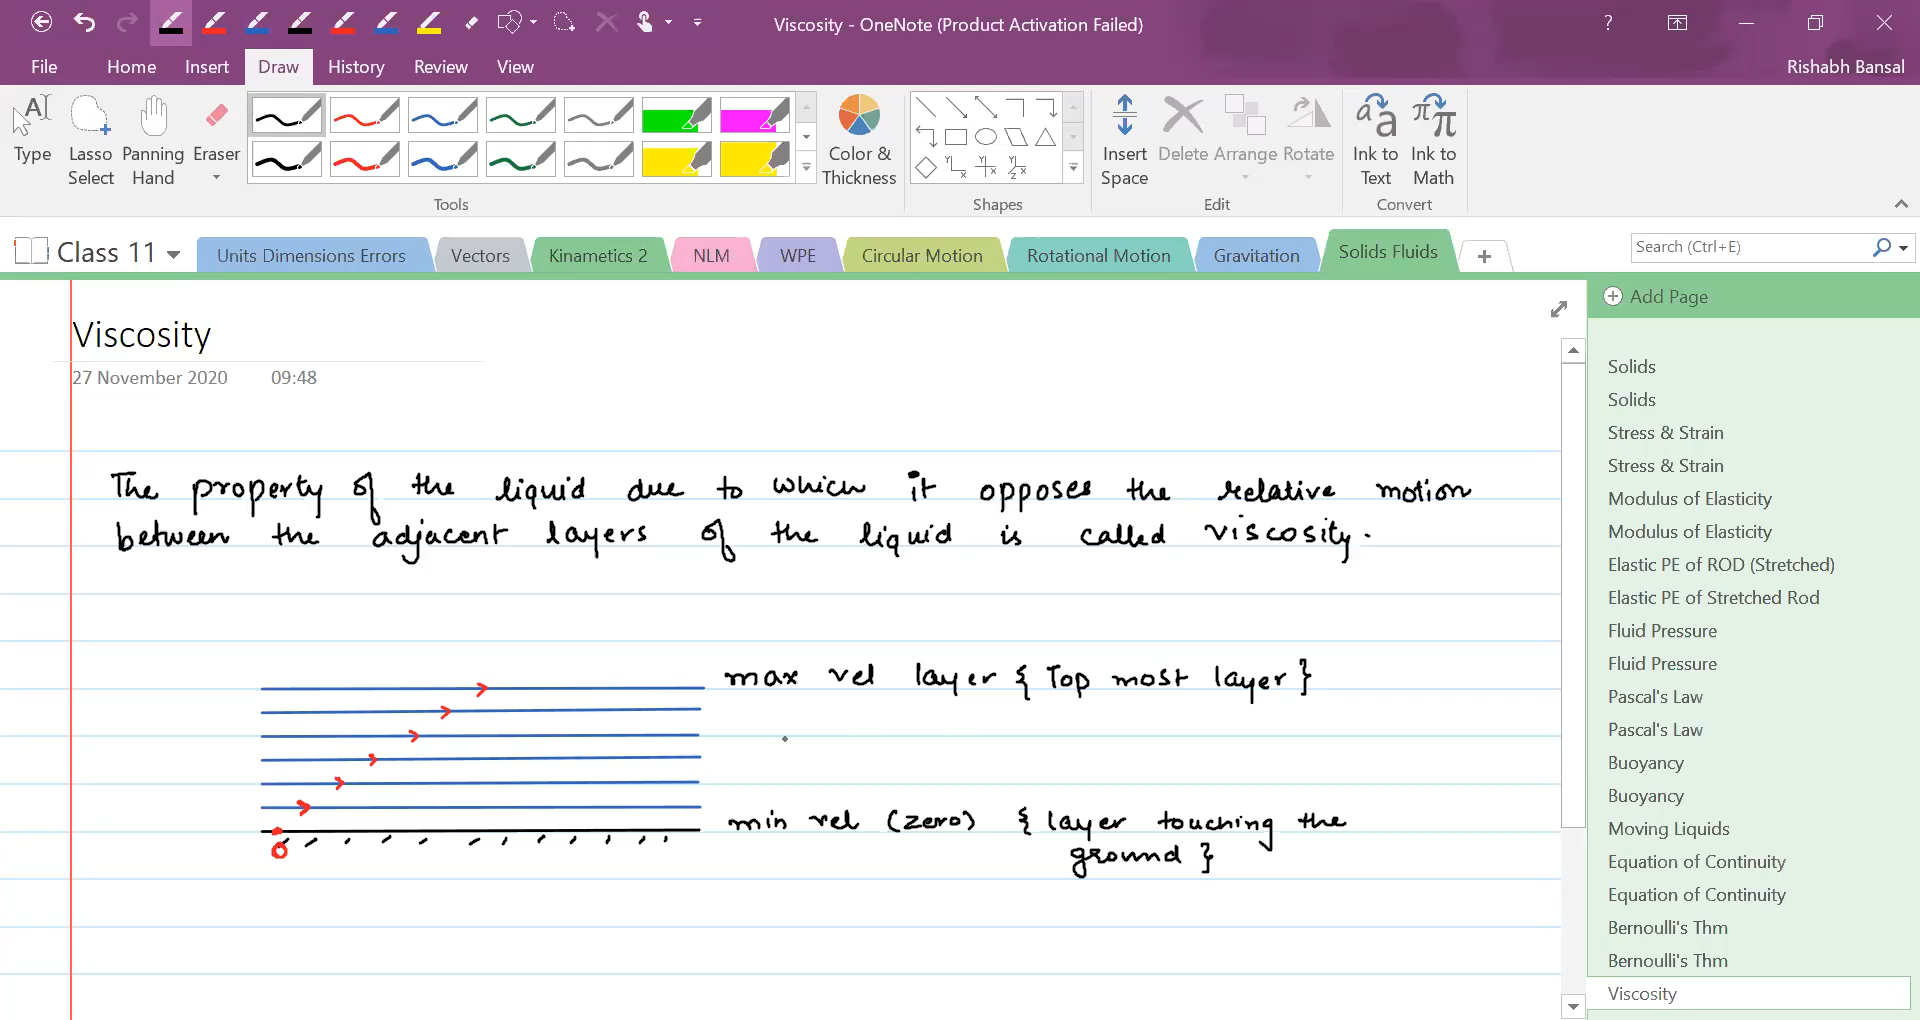 Viscosity - OneNote (Product Activation Failed)
?
File Home Insert Draw History Review View
Rishabh Bansal
Type
Lasso Select
Panning Hand
Eraser
Color & Thickness
Insert Space
Delete
Arrange
Rotate
Ink to Text
Ink to Math
Tools
Shapes
Edit
Convert
Class 11
Units Dimensions Errors
Vectors
Kinametics 2
NLM
WPE
Circular Motion
Rotational Motion
Gravitation
Solids Fluids
Search (Ctrl+E)
Viscosity
27 November 2020 09:48
The property of the liquid due to which it opposes the relative motion
between the adjacent layers of the liquid is called viscosity.
max vel layer { Top most layer }
min vel (zero) { layer touching the
ground }
Add Page
Solids
Solids
Stress & Strain
Stress & Strain
Modulus of Elasticity
Modulus of Elasticity
Elastic PE of ROD (Stretched)
Elastic PE of Stretched Rod
Fluid Pressure
Fluid Pressure
Pascal's Law
Pascal's Law
Buoyancy
Buoyancy
Moving Liquids
Equation of Continuity
Equation of Continuity
Bernoulli's Thm
Bernoulli's Thm
Viscosity